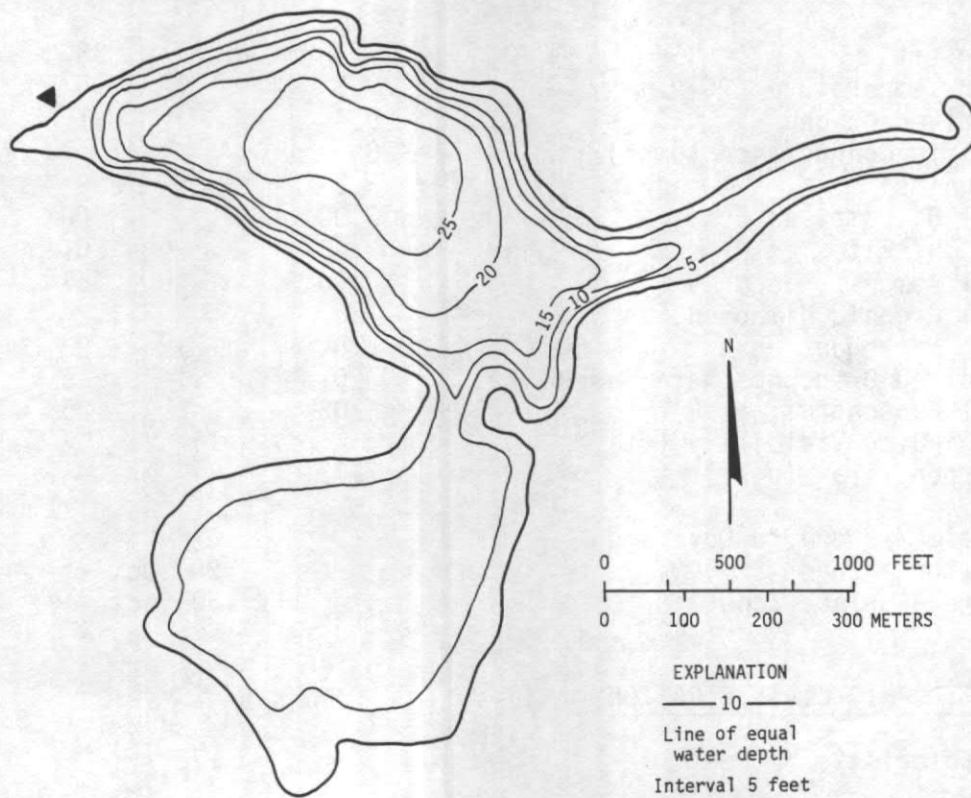 25
20
15
10
5
N
0 500 1000 FEET
0 100 200 300 METERS
EXPLANATION
10
Line of equal
water depth
Interval 5 feet